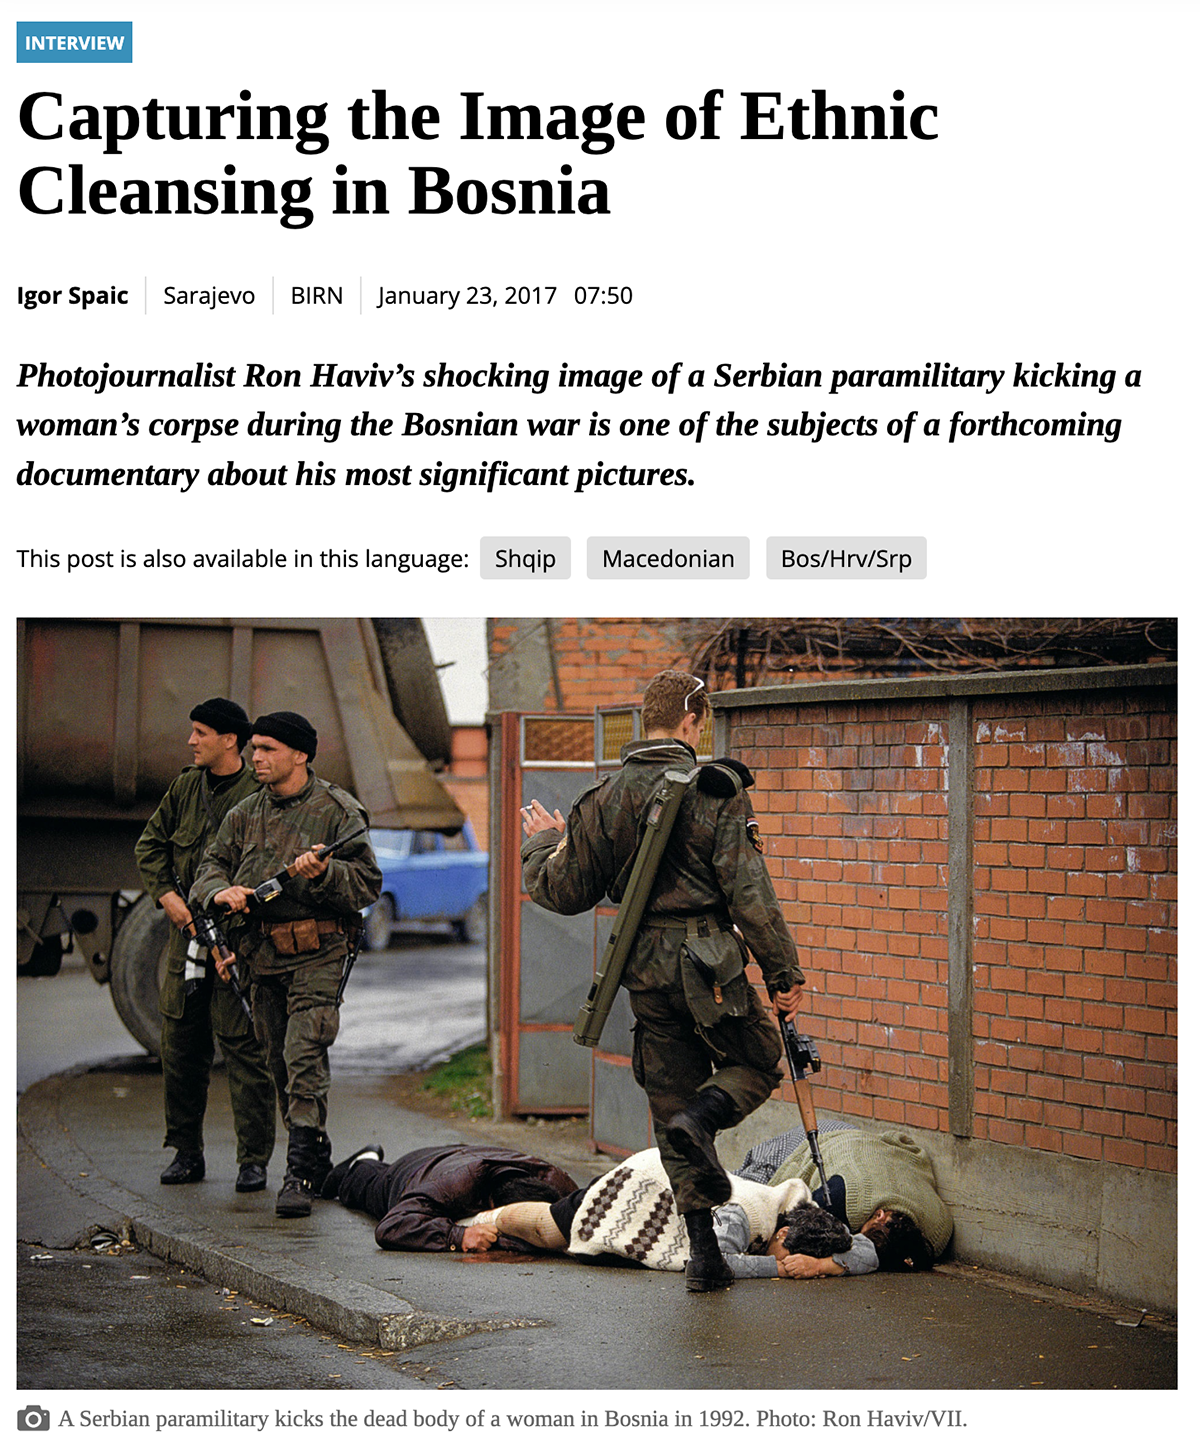 INTERVIEW
Capturing the Image of Ethnic
Cleansing in Bosnia
Igor Spaic Sarajevo BIRN January 23, 2017 07:50
Photojournalist Ron Haviv’s shocking image of a Serbian paramilitary kicking a
woman’s corpse during the Bosnian war is one of the subjects of a forthcoming
documentary about his most significant pictures.
This post is also available in this language: Shqip Macedonian Bos/Hrv/Srp
A Serbian paramilitary kicks the dead body of a woman in Bosnia in 1992. Photo: Ron Haviv/VII.